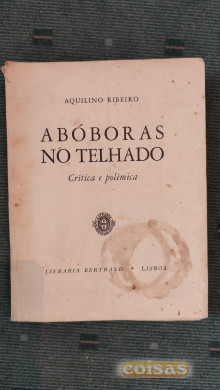 AQUILINO RIBEIRO
ABÓBORAS
NO TELHADO
Crítica e polémica
LIVRARIA BERTRAND • LISBOA
coisas